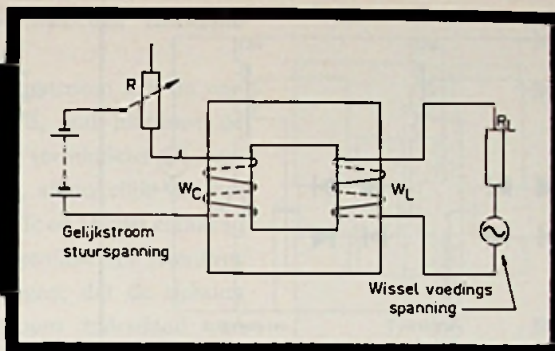 R
W_C
W_L
R_L
Gelijkstroom
stuurspanning
Wissel voedings
spanning